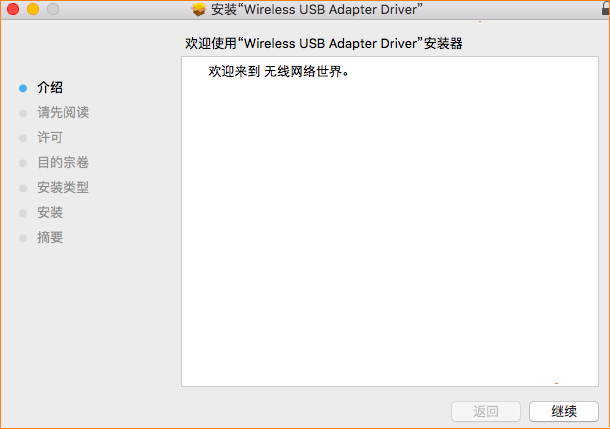 安装“Wireless USB Adapter Driver”
欢迎使用“Wireless USB Adapter Driver”安装器
欢迎来到 无线网络世界。
介绍
请先阅读
许可
目的宗卷
安装类型
安装
摘要
返回
继续